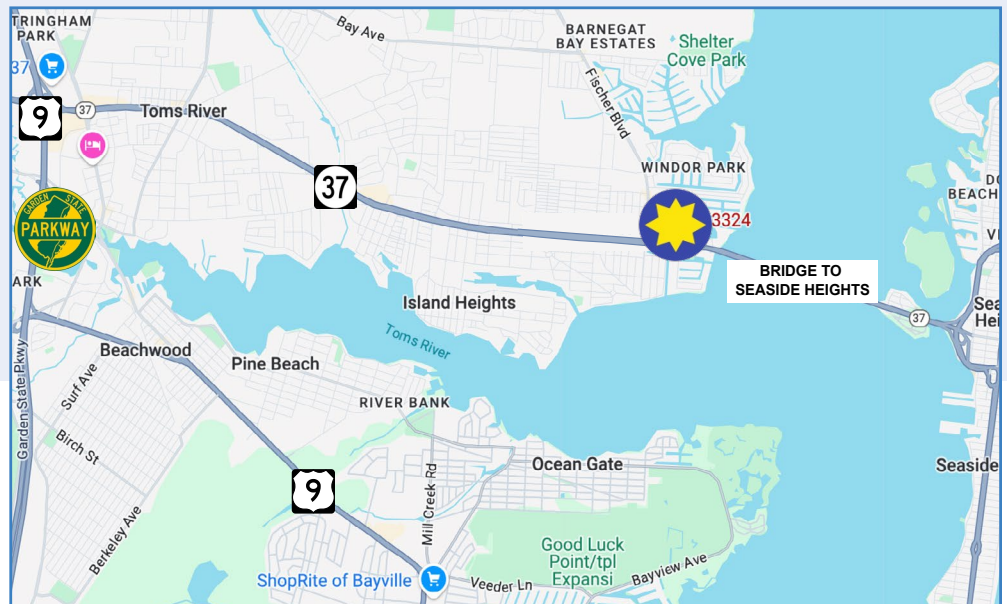 TRINGHAM
PARK
37
9
37
Toms River
Bay Ave
BARNEGAT
BAY ESTATES
Shelter
Cove Park
Fischer Blvd
37
WINDOR PARK
3324
GARDEN STATE
PARKWAY
ARK
BRIDGE TO
SEASIDE HEIGHTS
DO
BEACH
VI
37
Sea
Hei
Island Heights
Toms River
Beachwood
Pine Beach
Surf Ave
RIVER BANK
Garden State Pkwy
Birch St
Berkeley Ave
9
Mill Creek Rd
Ocean Gate
Seaside
Good Luck
Point/tpl
Expansi
ShopRite of Bayville
Veeder Ln
Bayview Ave